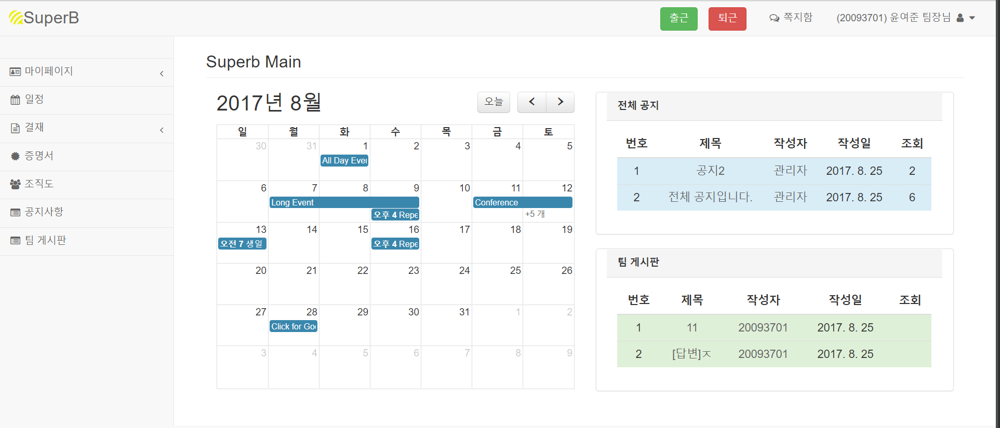 SuperB
출근 퇴근 쪽지함 (20093701) 윤여준 팀장님
마이페이지
일정
결재
증명서
조직도
공지사항
팀 게시판
Superb Main
2017년 8월
오늘
일 월 화 수 목 금 토
30 31 1 2 3 4 5
All Day Ever
6 7 8 9 10 11 12
Long Event Conference
오후 4 Repe +5 개
13 14 15 16 17 18 19
오전 7 생일 오후 4 Repe
20 21 22 23 24 25 26
27 28 29 30 31 1 2
Click for Goo
3 4 5 6 7 8 9
전체 공지
번호 제목 작성자 작성일 조회
1 공지2 관리자 2017. 8. 25 2
2 전체 공지입니다. 관리자 2017. 8. 25 6
팀 게시판
번호 제목 작성자 작성일 조회
1 11 20093701 2017. 8. 25
2 [답변]ㅈ 20093701 2017. 8. 25